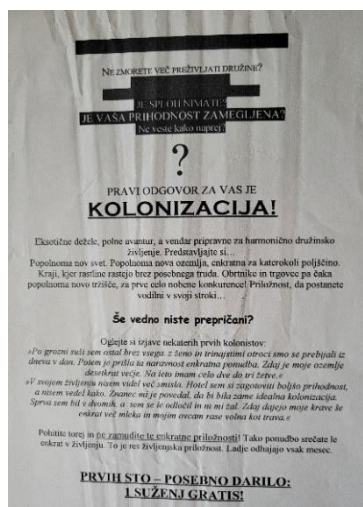 NE ZMORETE VEČ PREŽIVLJATI DRUŽINE?
JE SPLOH NIMATE?
JE VAŠA PRIHODNOST ZAMEGLJENA?
Ne veste kako naprej?
?
PRAVI ODGOVOR ZA VAS JE
KOLONIZACIJA!
Eksotične dežele, polne avantur, a vendar pripravne za harmonično družinsko
življenje. Predstavljajte si…
Popolnoma nov svet. Popolnoma nova ozemlja, enkratna za katerokoli poljščino.
Kraji, kjer rastline rastejo brez posebnega truda. Obrtnike in trgovce pa čaka
popolnoma novo tržišče, za prve celo nobene konkurence! Priložnost, da postanete
vodilni v svoji stroki…
Še vedno niste prepričani?
Oglejte si izjave nekaterih prvih kolonistov:
»Po grozni suši sem ostal brez vsega. z ženo in trinajstimi otroci smo se prebijali iz
dneva v dan. Potem je prišla ta naravnost enkratna ponudba. Zdaj je moje ozemlje
desetkrat večje. Na leto imam celo dve do tri žetve.«
»V svojem življenju nisem videl več smisla. Hotel sem si zagotoviti boljšo prihodnost,
a nisem vedel kako. Znanec mi je povedal, da bi bila zame idealna kolonizacija.
Sprva sem bil v dvomih, a sem se le odločil in ni mi žal. Zdaj dajejo moje krave še
enkrat več mleka in mojim ovcam rase volna kot trava.«
Pohitite torej in ne zamudite te enkratne priložnosti! Tako ponudbo srečate le
enkrat v življenju. To je res življenjska priložnost. Ladje odhajajo vsak mesec.
PRVIH STO – POSEBNO DARILO:
1 SUŽENJ GRATIS!